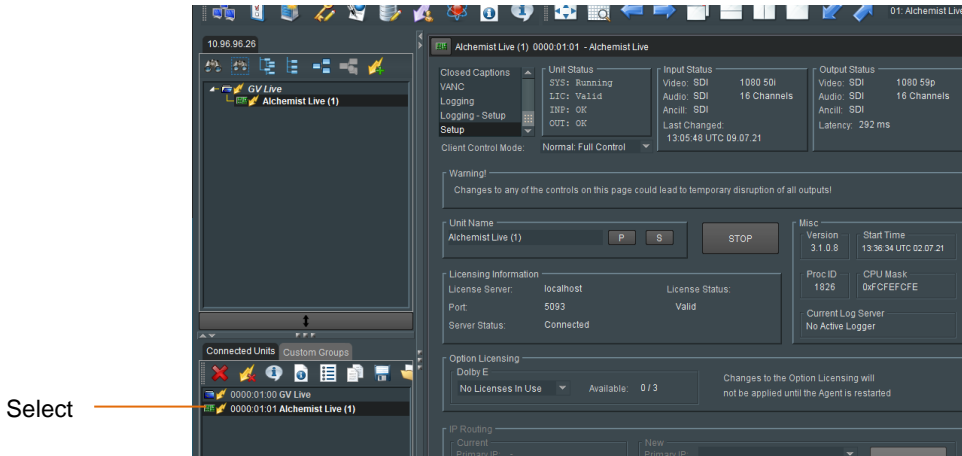 01: Alchemist Live
10.96.96.26
GV Live
Alchemist Live (1)
Connected Units
Custom Groups
0000:01:00 GV Live
0000:01:01 Alchemist Live (1)
Select
Alchemist Live (1) 0000:01:01 - Alchemist Live
Closed Captions
VANC
Logging
Logging - Setup
Setup
Unit Status
SYS: Running
LIC: Valid
INP: OK
OUT: OK
Input Status
Video: SDI 1080 50i
Audio: SDI 16 Channels
Ancill: SDI
Last Changed:
13:05:48 UTC 09.07.21
Output Status
Video: SDI 1080 59p
Audio: SDI 16 Channels
Ancill: SDI
Latency: 292 ms
Client Control Mode: Normal: Full Control
Warning!
Changes to any of the controls on this page could lead to temporary disruption of all outputs!
Unit Name
Alchemist Live (1) P S
STOP
Misc
Version
3.1.0.8
Start Time
13:36:34 UTC 02.07.21
Proc ID
1826
CPU Mask
0xFCFEFCFE
Current Log Server
No Active Logger
Licensing Information
License Server: localhost
License Status:
Port: 5093
Valid
Server Status: Connected
Option Licensing
Dolby E
No Licenses In Use Available: 0 / 3
Changes to the Option Licensing will
not be applied until the Agent is restarted
IP Routing
Current
Primary IP: -
New
Primary IP: